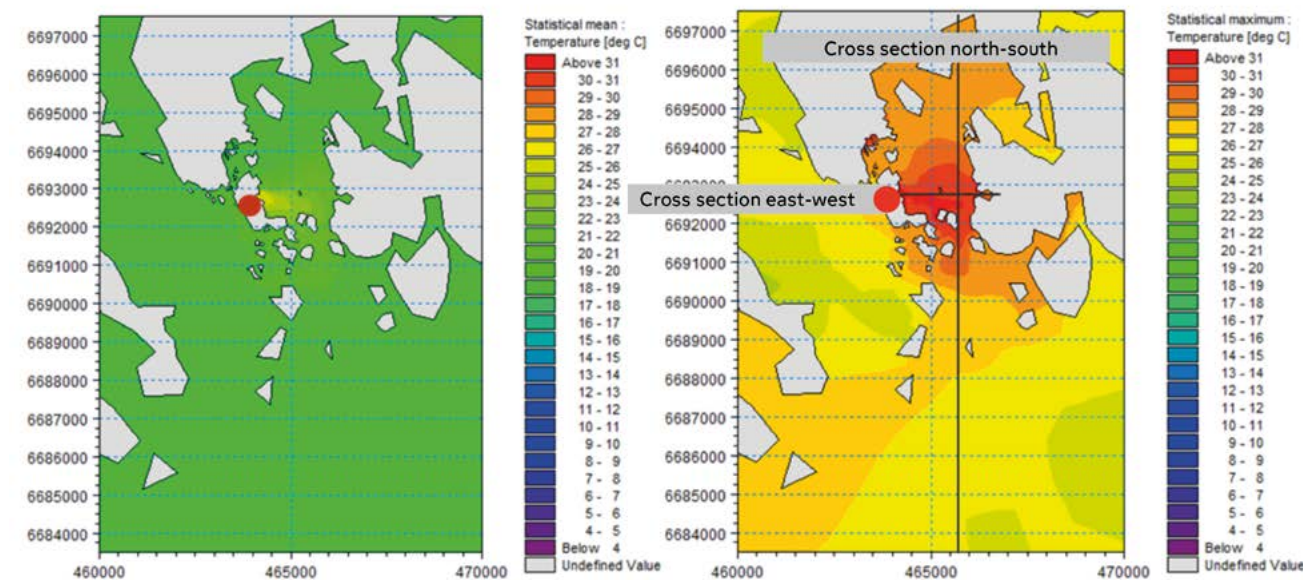 6697000
6696000
6695000
6694000
6693000
6692000
6691000
6690000
6689000
6688000
6687000
6686000
6685000
6684000
460000 465000 470000
Statistical mean :
Temperature [deg C]
Above 31
30 - 31
29 - 30
28 - 29
27 - 28
26 - 27
25 - 26
24 - 25
23 - 24
22 - 23
21 - 22
20 - 21
19 - 20
18 - 19
17 - 18
16 - 17
15 - 16
14 - 15
13 - 14
12 - 13
11 - 12
10 - 11
9 - 10
8 - 9
7 - 8
6 - 7
5 - 6
4 - 5
Below 4
Undefined Value
6697000
6696000
6695000
6694000
6693000
6692000
6691000
6690000
6689000
6688000
6687000
6686000
6685000
6684000
460000 465000 470000
Cross section north-south
Cross section east-west
Statistical maximum :
Temperature [deg C]
Above 31
30 - 31
29 - 30
28 - 29
27 - 28
26 - 27
25 - 26
24 - 25
23 - 24
22 - 23
21 - 22
20 - 21
19 - 20
18 - 19
17 - 18
16 - 17
15 - 16
14 - 15
13 - 14
12 - 13
11 - 12
10 - 11
9 - 10
8 - 9
7 - 8
6 - 7
5 - 6
4 - 5
Below 4
Undefined Value